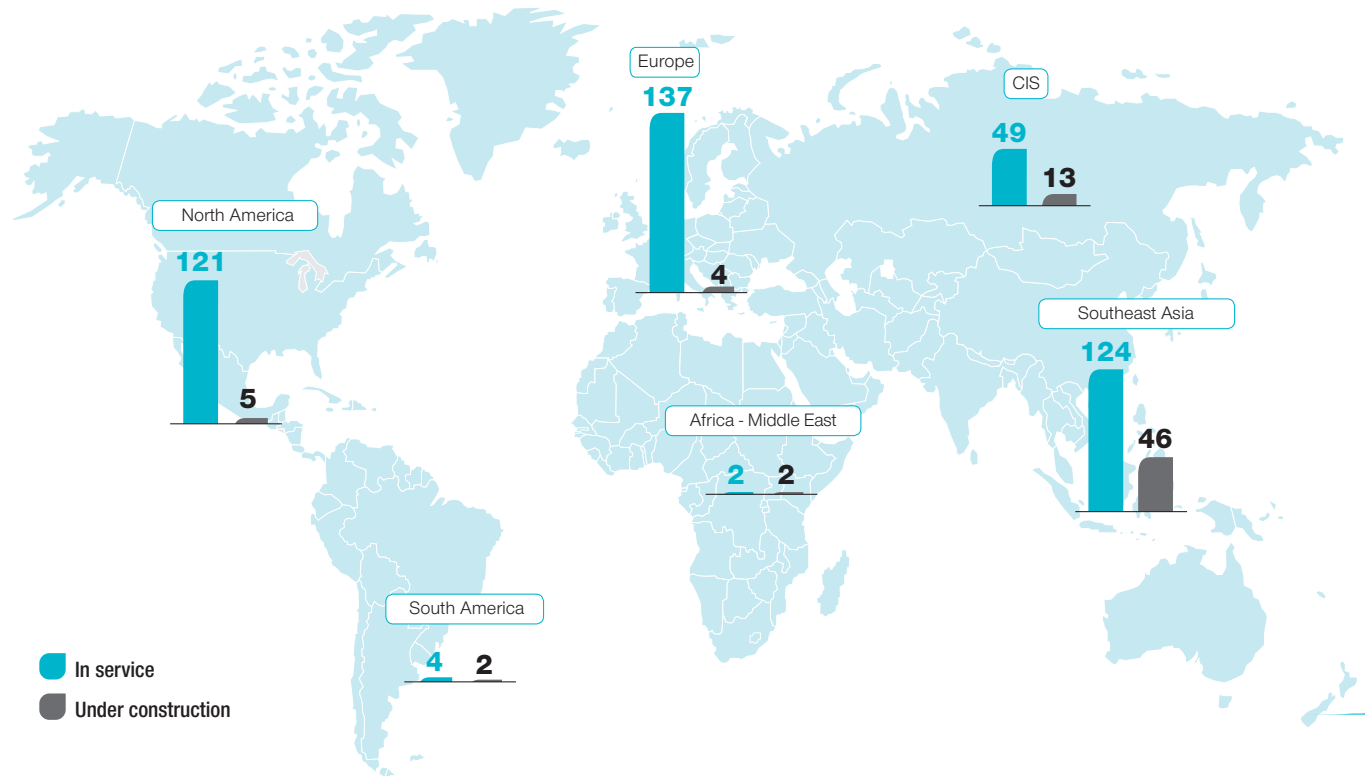 Europe
137
4
CIS
49
13
North America
121
5
Southeast Asia
124
46
Africa - Middle East
2
2
South America
4
2
In service
Under construction